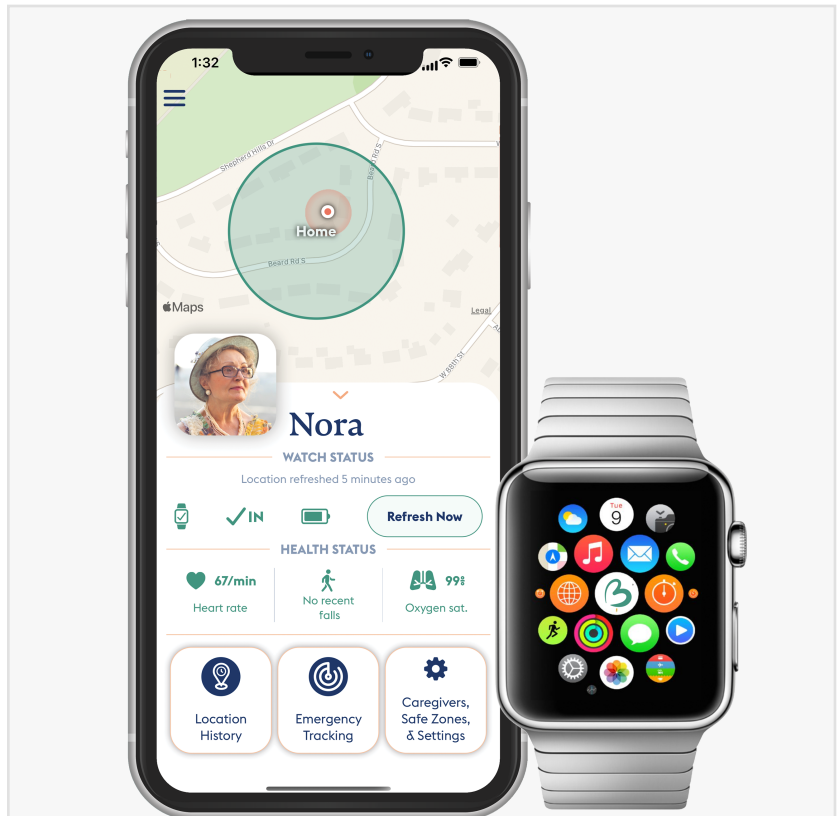 1:32
Shepherd Hills Dr
Beard Rd S
Home
Beard Rd S
Maps
Legal
W 88th St
Nora
WATCH STATUS
Location refreshed 5 minutes ago
IN
Refresh Now
HEALTH STATUS
67/min
99%
Heart rate
No recent
falls
Oxygen sat.
Location
History
Emergency
Tracking
Caregivers,
Safe Zones,
& Settings
Tue
9